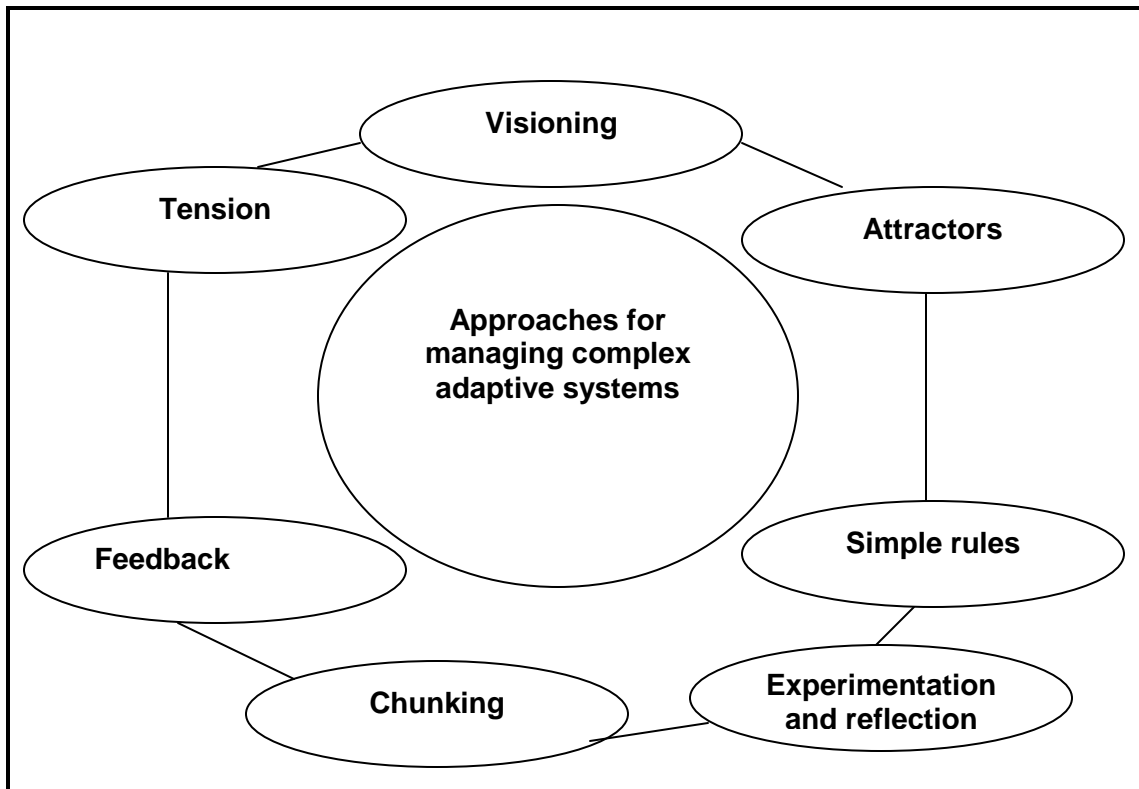 Visioning
Tension
Attractors
Approaches for
managing complex
adaptive systems
Feedback
Simple rules
Chunking
Experimentation
and reflection